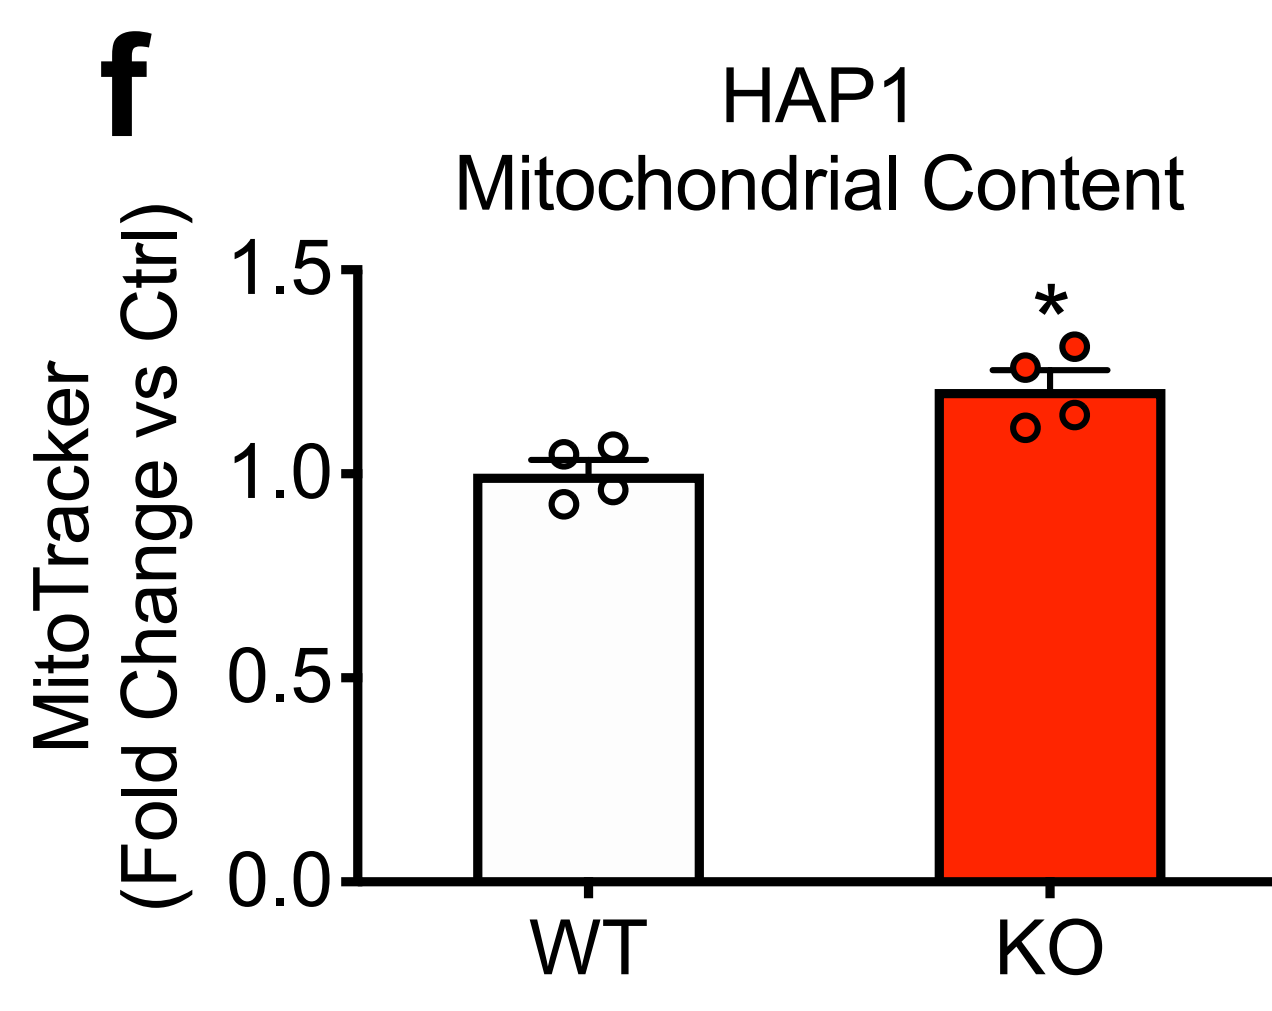 f
HAP1
Mitochondrial Content
MitoTracker
(Fold Change vs Ctrl)
1.5
1.0
0.5
0.0
*
WT
KO